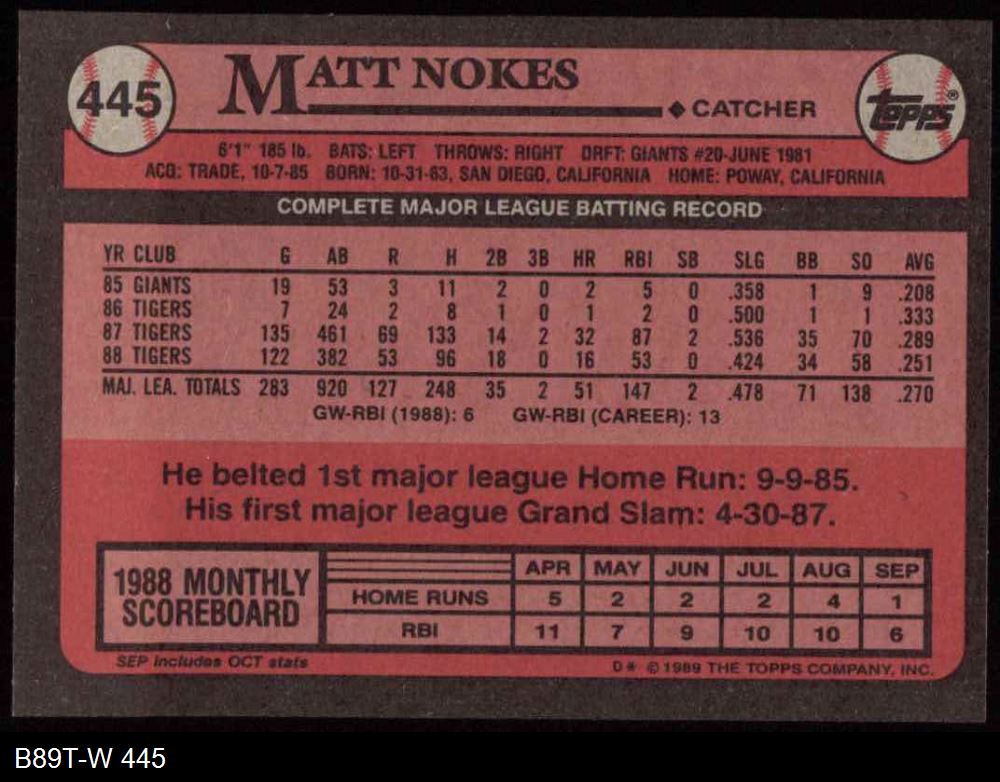 445 MATT NOKES
◆ CATCHER
TOPPS®
6'1" 185 lb. BATS: LEFT THROWS: RIGHT DRFT: GIANTS #20-JUNE 1981
ACQ: TRADE, 10-7-85 BORN: 10-31-63, SAN DIEGO, CALIFORNIA HOME: POWAY, CALIFORNIA
COMPLETE MAJOR LEAGUE BATTING RECORD
YR CLUB G AB R H 2B 3B HR RBI SB SLG BB SO AVG
85 GIANTS 19 53 3 11 2 0 2 5 0 .358 1 9 .208
86 TIGERS 7 24 2 8 1 0 1 2 0 .500 1 1 .333
87 TIGERS 135 461 69 133 14 2 32 87 2 .536 35 70 .289
88 TIGERS 122 382 53 96 18 0 16 53 0 .424 34 58 .251
MAJ. LEA. TOTALS 283 920 127 248 35 2 51 147 2 .478 71 138 .270
GW-RBI (1988): 6 GW-RBI (CAREER): 13
He belted 1st major league Home Run: 9-9-85.
His first major league Grand Slam: 4-30-87.
1988 MONTHLY
SCOREBOARD
APR MAY JUN JUL AUG SEP
HOME RUNS 5 2 2 2 4 1
RBI 11 7 9 10 10 6
SEP includes OCT stats
D* © 1989 THE TOPPS COMPANY, INC.
B89T-W 445